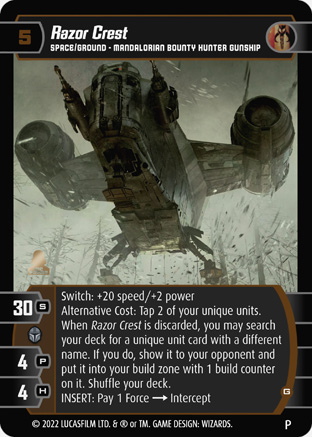 5
Razor Crest
SPACE/GROUND - MANDALORIAN BOUNTY HUNTER GUNSHIP
30 S
4 P
4 H
Switch: +20 speed/+2 power
Alternative Cost: Tap 2 of your unique units.
When Razor Crest is discarded, you may search
your deck for a unique unit card with a different
name. If you do, show it to your opponent and
put it into your build zone with 1 build counter
on it. Shuffle your deck.
INSERT: Pay 1 Force → Intercept
G
© 2022 LUCASFILM LTD. & ® or TM. GAME DESIGN: WIZARDS.
P